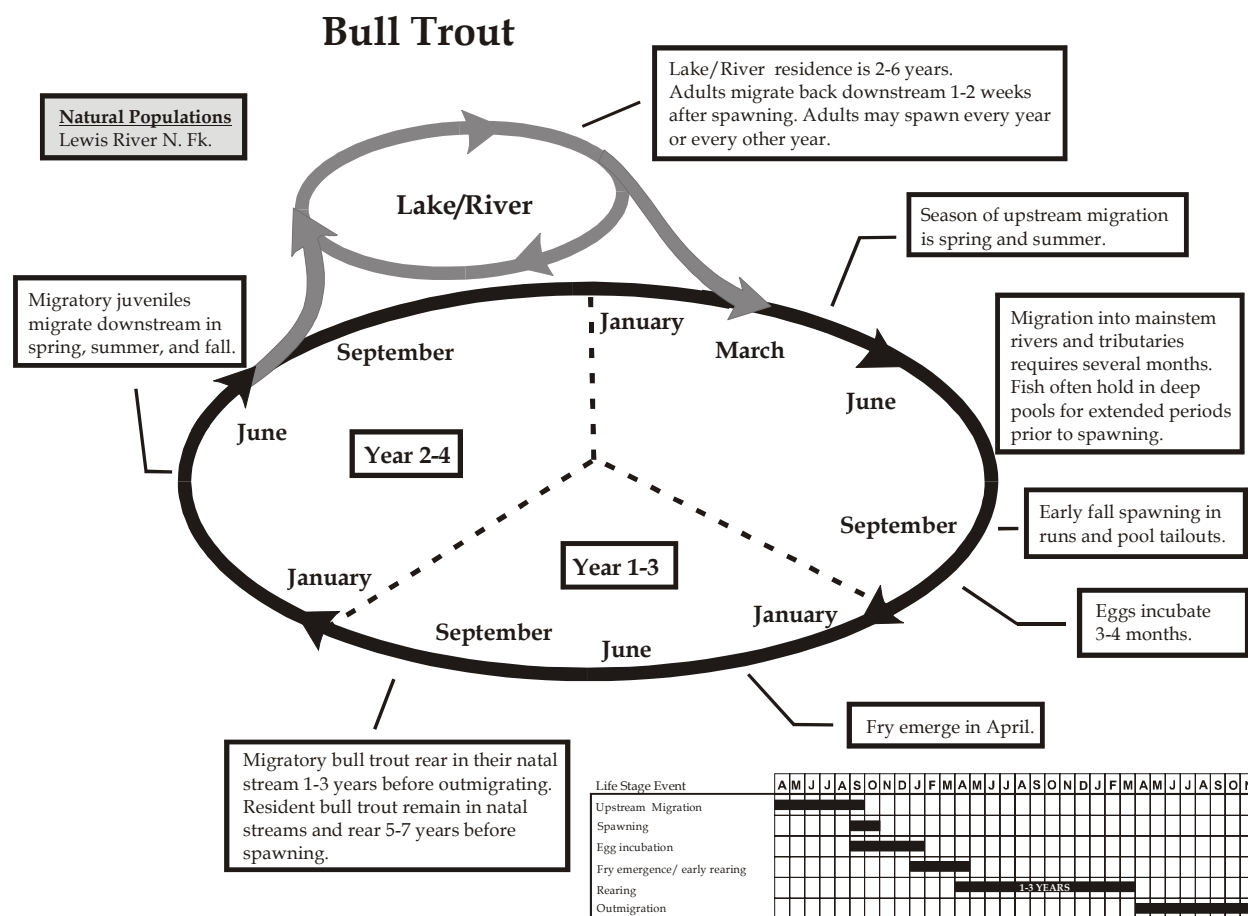 Bull Trout
Natural Populations
Lewis River N. Fk.
Lake/River residence is 2-6 years.
Adults migrate back downstream 1-2 weeks
after spawning. Adults may spawn every year
or every other year.
Lake/River
Season of upstream migration
is spring and summer.
Migratory juveniles
migrate downstream in
spring, summer, and fall.
January
September
March
Migration into mainstem
rivers and tributaries
requires several months.
Fish often hold in deep
pools for extended periods
prior to spawning.
June
June
Year 2-4
Early fall spawning in
runs and pool tailouts.
September
Year 1-3
January
January
Eggs incubate
3-4 months.
September
June
Fry emerge in April.
Migratory bull trout rear in their natal
stream 1-3 years before outmigrating.
Resident bull trout remain in natal
streams and rear 5-7 years before
spawning.
Life Stage Event A M J J A S O N D J F M A M J J A S O N D J F M A M J J A S O N
Upstream Migration
Spawning
Egg incubation
Fry emergence/ early rearing
Rearing 1-3 YEARS
Outmigration